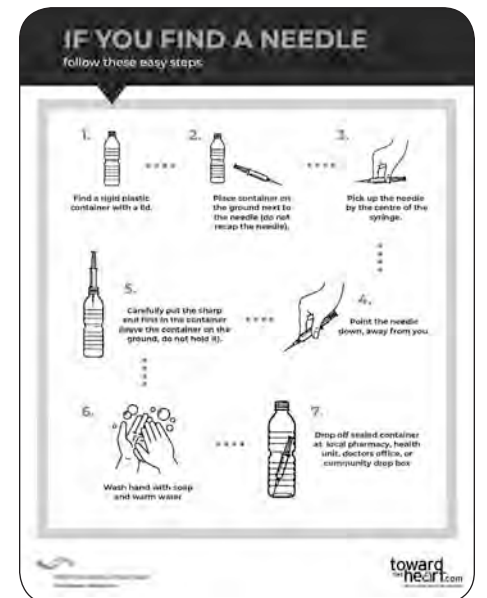 IF YOU FIND A NEEDLE
follow these easy steps
1.
Find a rigid plastic
container with a lid.
2.
Place container on
the ground next to
the needle (do not
recap the needle).
3.
Pick up the needle
by the centre of the
syringe.
4.
Point the needle
down, away from you
5.
Carefully put the sharp
end first in the container
(leave the container on the
ground, do not hold it).
6.
Wash hand with soap
and warm water
7.
Drop off sealed container
at local pharmacy, health
unit, doctors office, or
community drop box
toward
the heart.com